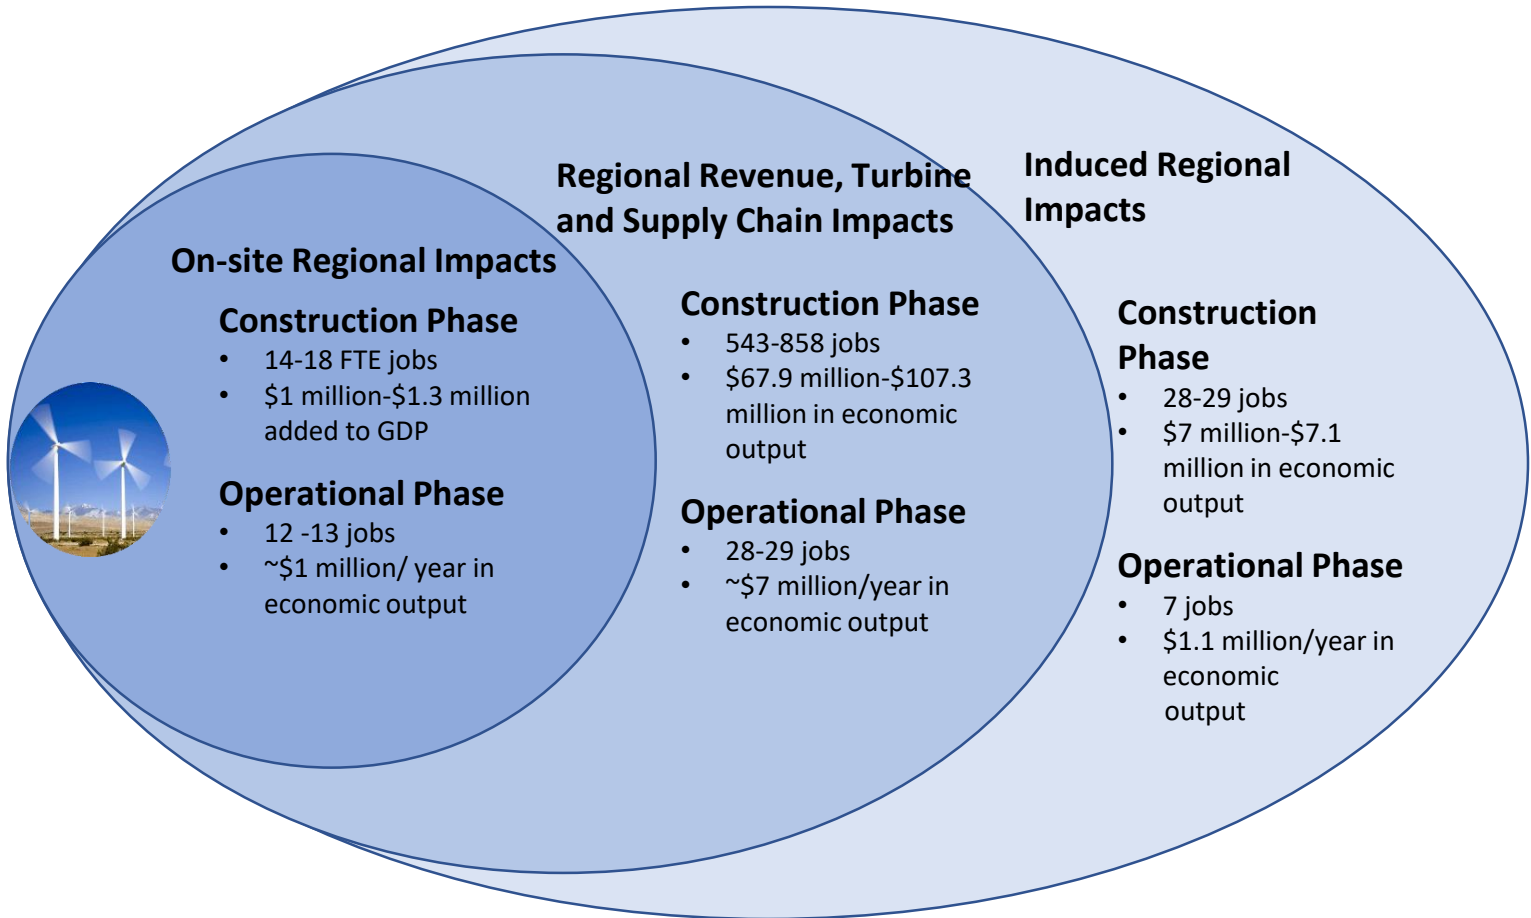 On-site Regional Impacts
Construction Phase
• 14-18 FTE jobs
• $1 million-$1.3 million
added to GDP
Operational Phase
• 12 -13 jobs
• ~$1 million/ year in
economic output
Regional Revenue, Turbine
and Supply Chain Impacts
Construction Phase
• 543-858 jobs
• $67.9 million-$107.3
million in economic
output
Operational Phase
• 28-29 jobs
• ~$7 million/year in
economic output
Induced Regional
Impacts
Construction
Phase
• 28-29 jobs
• $7 million-$7.1
million in economic
output
Operational Phase
• 7 jobs
• $1.1 million/year in
economic
output